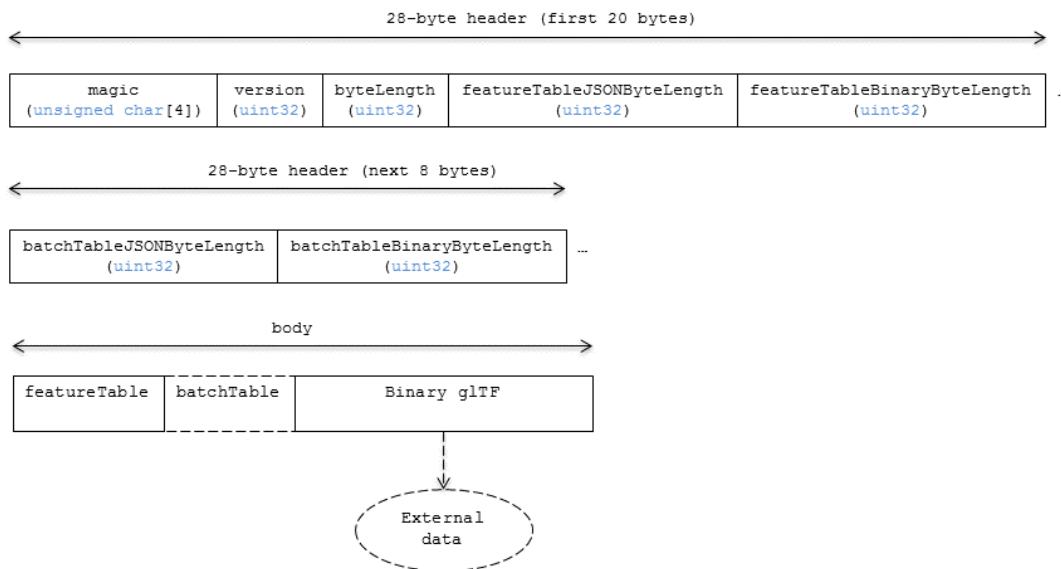 28-byte header (first 20 bytes)
magic version byteLength featureTableJSONByteLength featureTableBinaryByteLength
(unsigned char[4]) (uint32) (uint32) (uint32) (uint32)
28-byte header (next 8 bytes)
batchTableJSONByteLength batchTableBinaryByteLength …
(uint32) (uint32)
body
featureTable batchTable Binary glTF
External
data